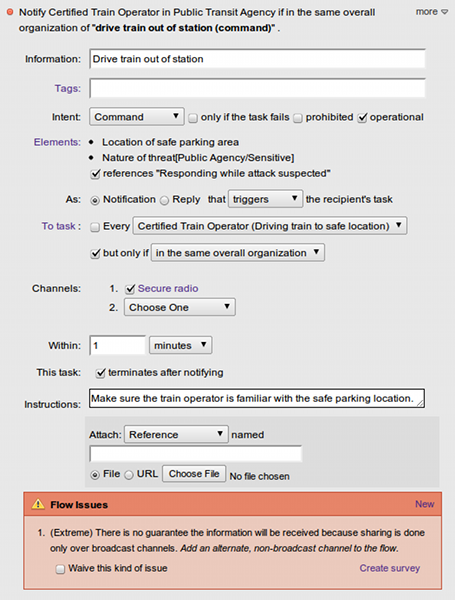 Notify Certified Train Operator in Public Transit Agency if in the same overall more
organization of "drive train out of station (command)" .
Information: Drive train out of station
Tags:
Intent: Command only if the task fails prohibited operational
Elements: Location of safe parking area
Nature of threat[Public Agency/Sensitive]
references "Responding while attack suspected"
As: Notification Reply that triggers the recipient's task
To task : Every Certified Train Operator (Driving train to safe location)
but only if in the same overall organization
Channels: 1. Secure radio
2. Choose One
Within: 1 minutes
This task: terminates after notifying
Instructions: Make sure the train operator is familiar with the safe parking location.
Attach: Reference named
File URL Choose File No file chosen
Flow Issues New
1. (Extreme) There is no guarantee the information will be received because sharing is done
only over broadcast channels. Add an alternate, non-broadcast channel to the flow.
Waive this kind of issue Create survey